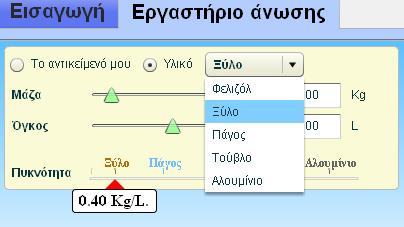 Εισαγωγή Εργαστήριο άνωσης
Το αντικείμενό μου Υλικό Ξύλο
Μάζα 00 Kg
Όγκος 00 L
Φελιζόλ
Ξύλο
Πάγος
Τούβλο
Αλουμίνιο
Πυκνότητα Ξύλο Πάγος Αλουμίνιο
0.40 Kg/L.